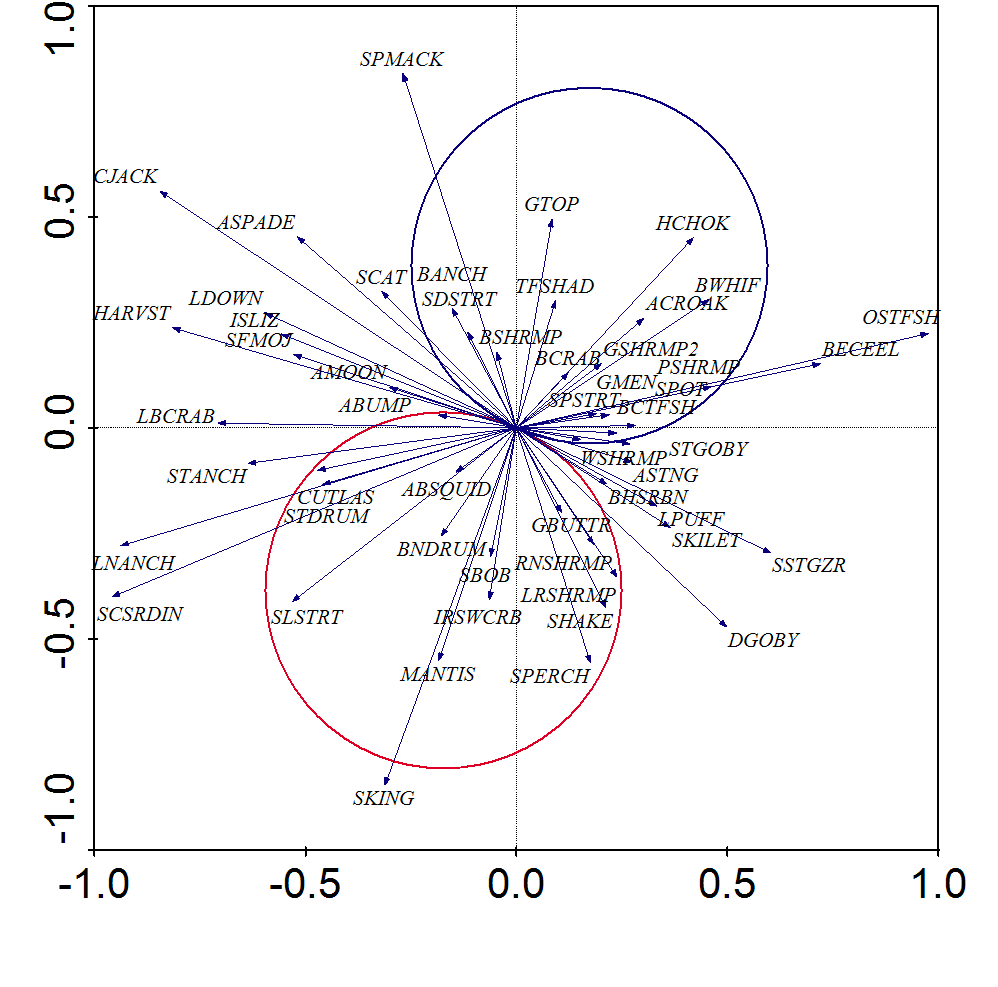 1.0
SPMACK
CJACK
0.5
GTOP
ASPADE
HCHOK
SCAT
BANCH
TFSHAD
BWHIF
LDOWN
SDSTRT
ACROAK
HARVST
ISLIZ
OSTFSH
SFMOJ
BSHRMP
GSHRMP2
BECEEL
BCRAB
AMOON
PSHRMP
GMEN
SPOT
ABUMP
SPSTRT
BCTFSH
0.0
LBCRAB
STGOBY
WSHRMP
STANCH
ASTNG
ABSQUID
CUTLAS
BHSRBN
STDRUM
LPUFF
GBUTTR
SKILET
BNDRUM
LNANCH
RNSHRMP
SSTGZR
SBOB
LRSHRMP
SCSRDIN
SLSTRT
IRSWCRB
SHAKE
-0.5
DGOBY
MANTIS
SPERCH
SKING
-1.0
-1.0 -0.5 0.0 0.5 1.0